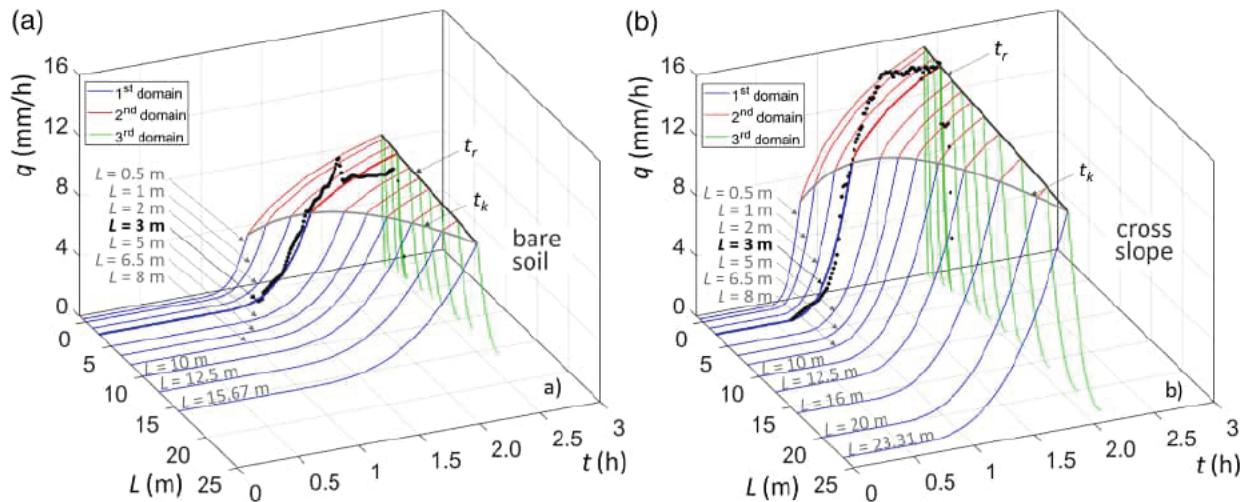 (a)
q (mm/h)
16
12
8
4
0
1st domain
2nd domain
3rd domain
L = 0.5 m
L = 1 m
L = 2 m
L = 3 m
L = 5 m
L = 6.5 m
L = 8 m
L = 10 m
L = 12.5 m
L = 15.67 m
tr
tk
bare
soil
a)
0
5
10
15
20
25
L (m)
0
0.5
1
1.5
2.0
2.5
3
t (h)
(b)
q (mm/h)
16
12
8
4
0
1st domain
2nd domain
3rd domain
L = 0.5 m
L = 1 m
L = 2 m
L = 3 m
L = 5 m
L = 6.5 m
L = 8 m
L = 10 m
L = 12.5 m
L = 16 m
L = 20 m
L = 23.31 m
tr
tk
cross
slope
b)
0
5
10
15
20
25
L (m)
0
0.5
1
1.5
2.0
2.5
3
t (h)